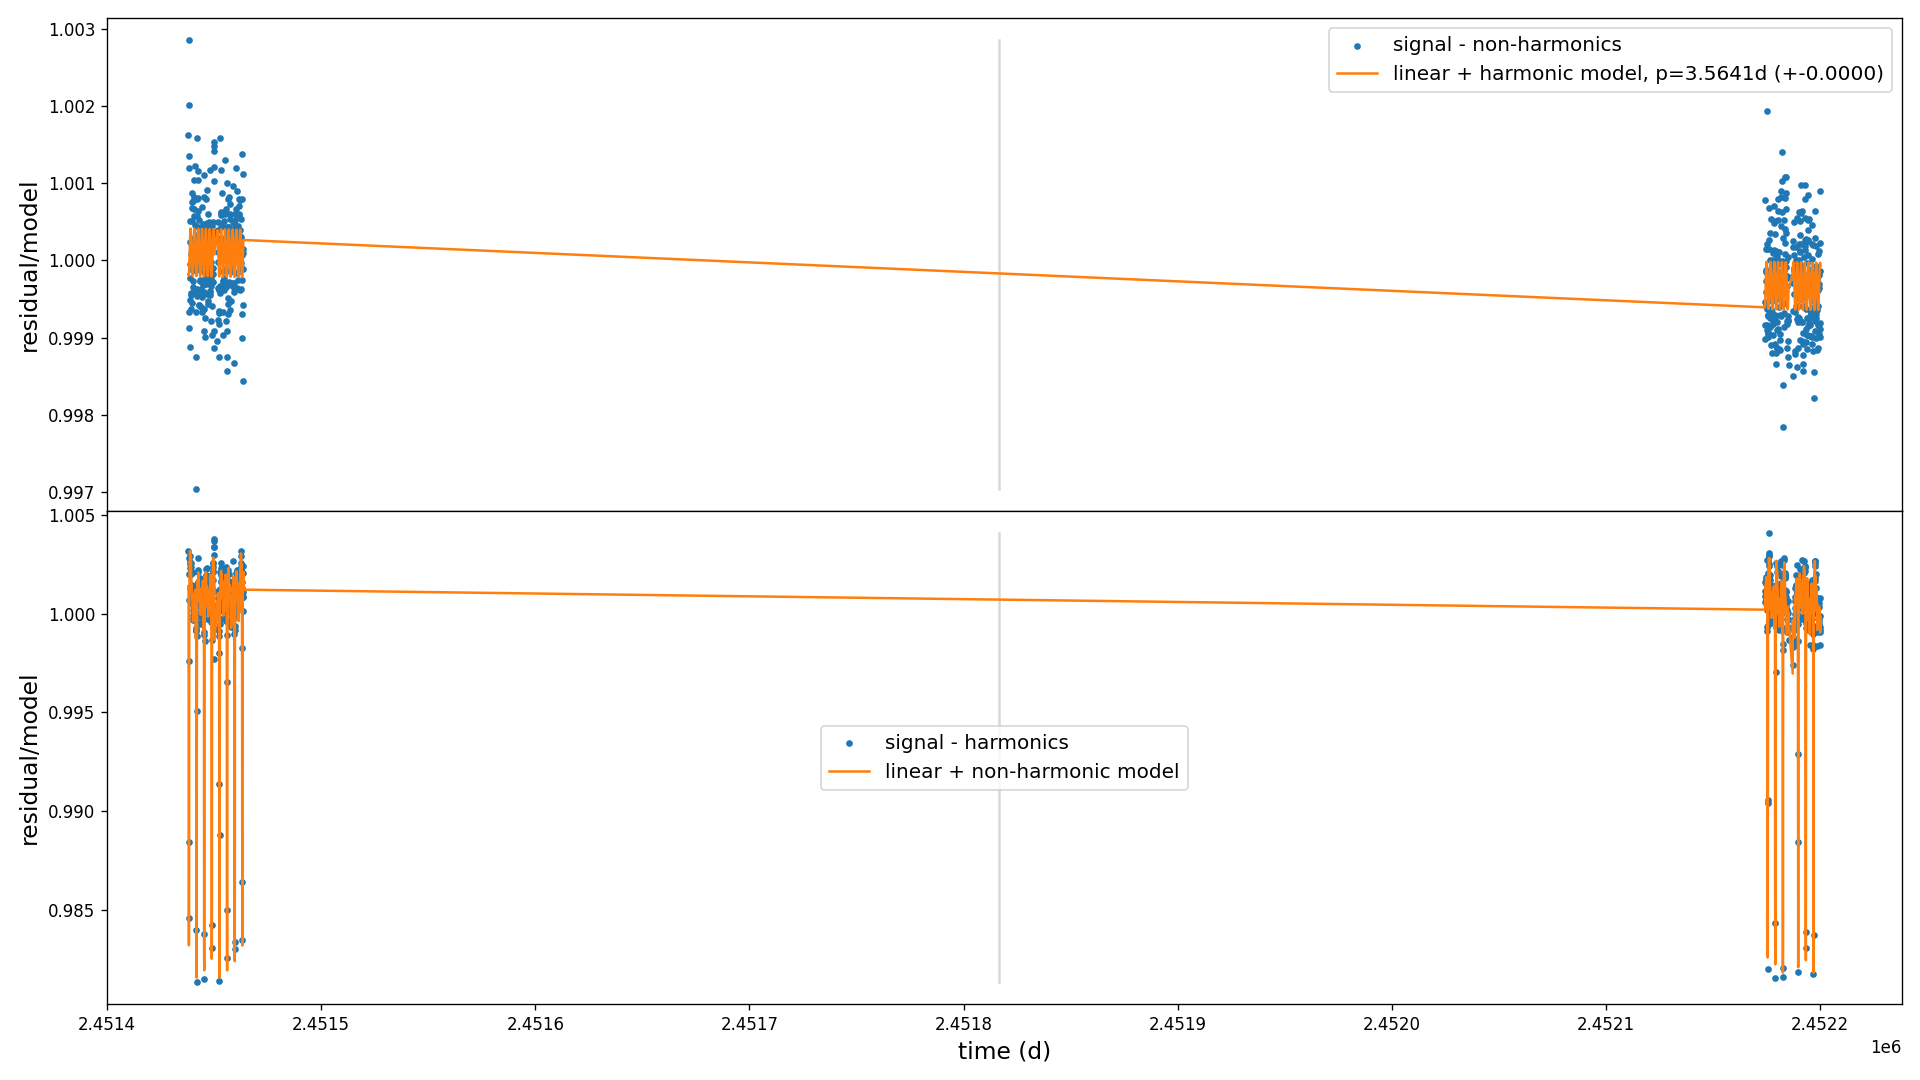 1.003
1.002
1.001
1.000
0.999
0.998
0.997
residual/model
signal - non-harmonics
linear + harmonic model, p=3.5641d (+-0.0000)
1.005
1.000
0.995
0.990
0.985
residual/model
signal - harmonics
linear + non-harmonic model
2.4514 2.4515 2.4516 2.4517 2.4518 2.4519 2.4520 2.4521 2.4522
1e6
time (d)